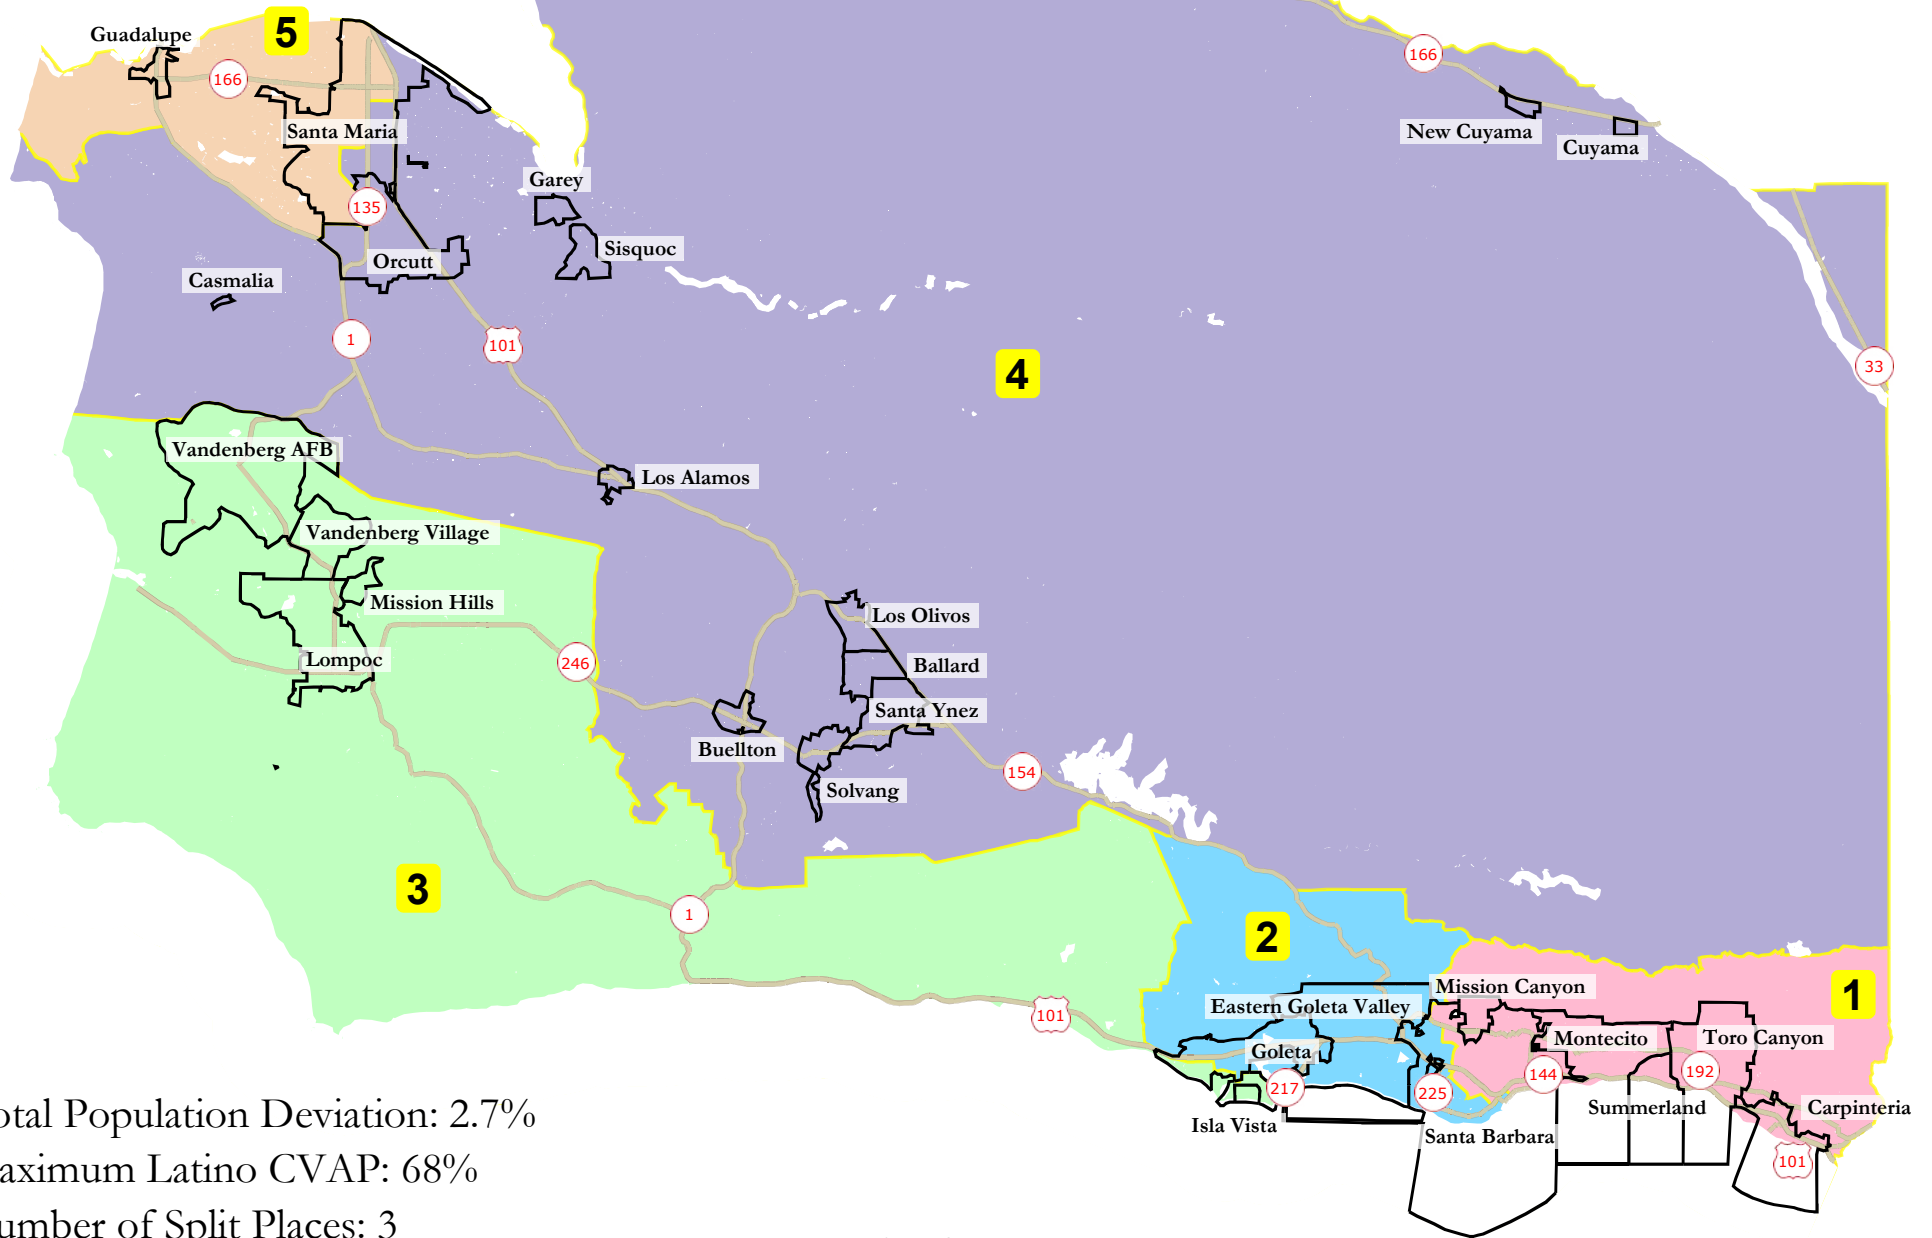 Guadalupe
5
166
166
Santa Maria
New Cuyama
Cuyama
Garey
135
Sisquoc
Orcutt
Casmalia
1
101
4
33
Vandenberg AFB
Los Alamos
Vandenberg Village
Mission Hills
Los Olivos
Lompoc
246
Ballard
Santa Ynez
Buellton
154
Solvang
3
1
2
Mission Canyon
1
Eastern Goleta Valley
101
Goleta
Montecito
Toro Canyon
217
225
144
192
Isla Vista
Summerland
Carpinteria
Santa Barbara
101
otal Population Deviation: 2.7%
aximum Latino CVAP: 68%
umber of Split Places: 3